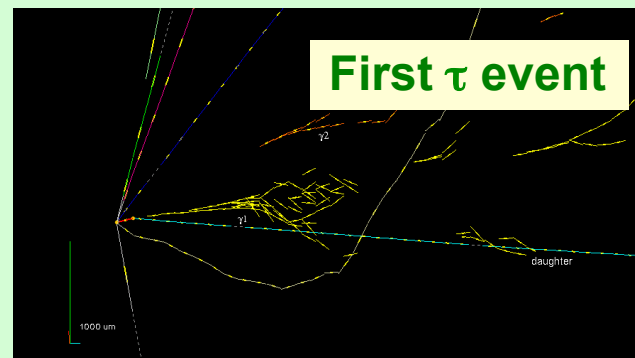 First τ event
γ2
γ1
daughter
1000 um